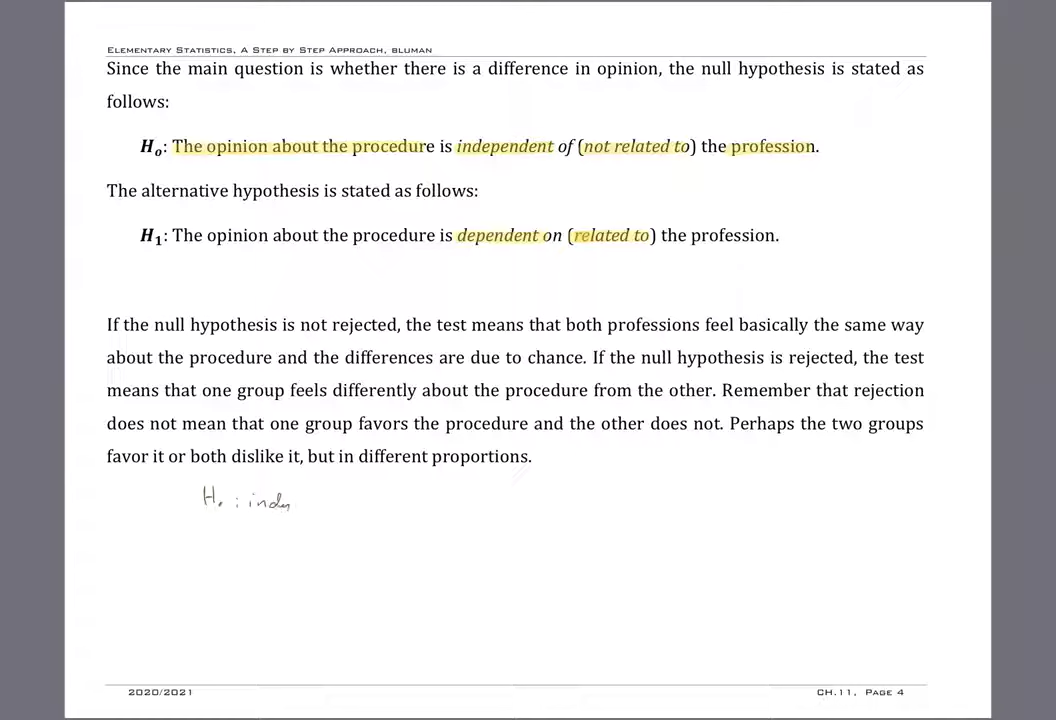 ELEMENTARY STATISTICS, A STEP BY STEP APPROACH, BLUMAN
Since the main question is whether there is a difference in opinion, the null hypothesis is stated as
follows:
Hₒ: The opinion about the procedure is independent of (not related to) the profession.
The alternative hypothesis is stated as follows:
H₁: The opinion about the procedure is dependent on (related to) the profession.
If the null hypothesis is not rejected, the test means that both professions feel basically the same way
about the procedure and the differences are due to chance. If the null hypothesis is rejected, the test
means that one group feels differently about the procedure from the other. Remember that rejection
does not mean that one group favors the procedure and the other does not. Perhaps the two groups
favor it or both dislike it, but in different proportions.
H₀ : indep
2020/2021
CH.11, PAGE 4